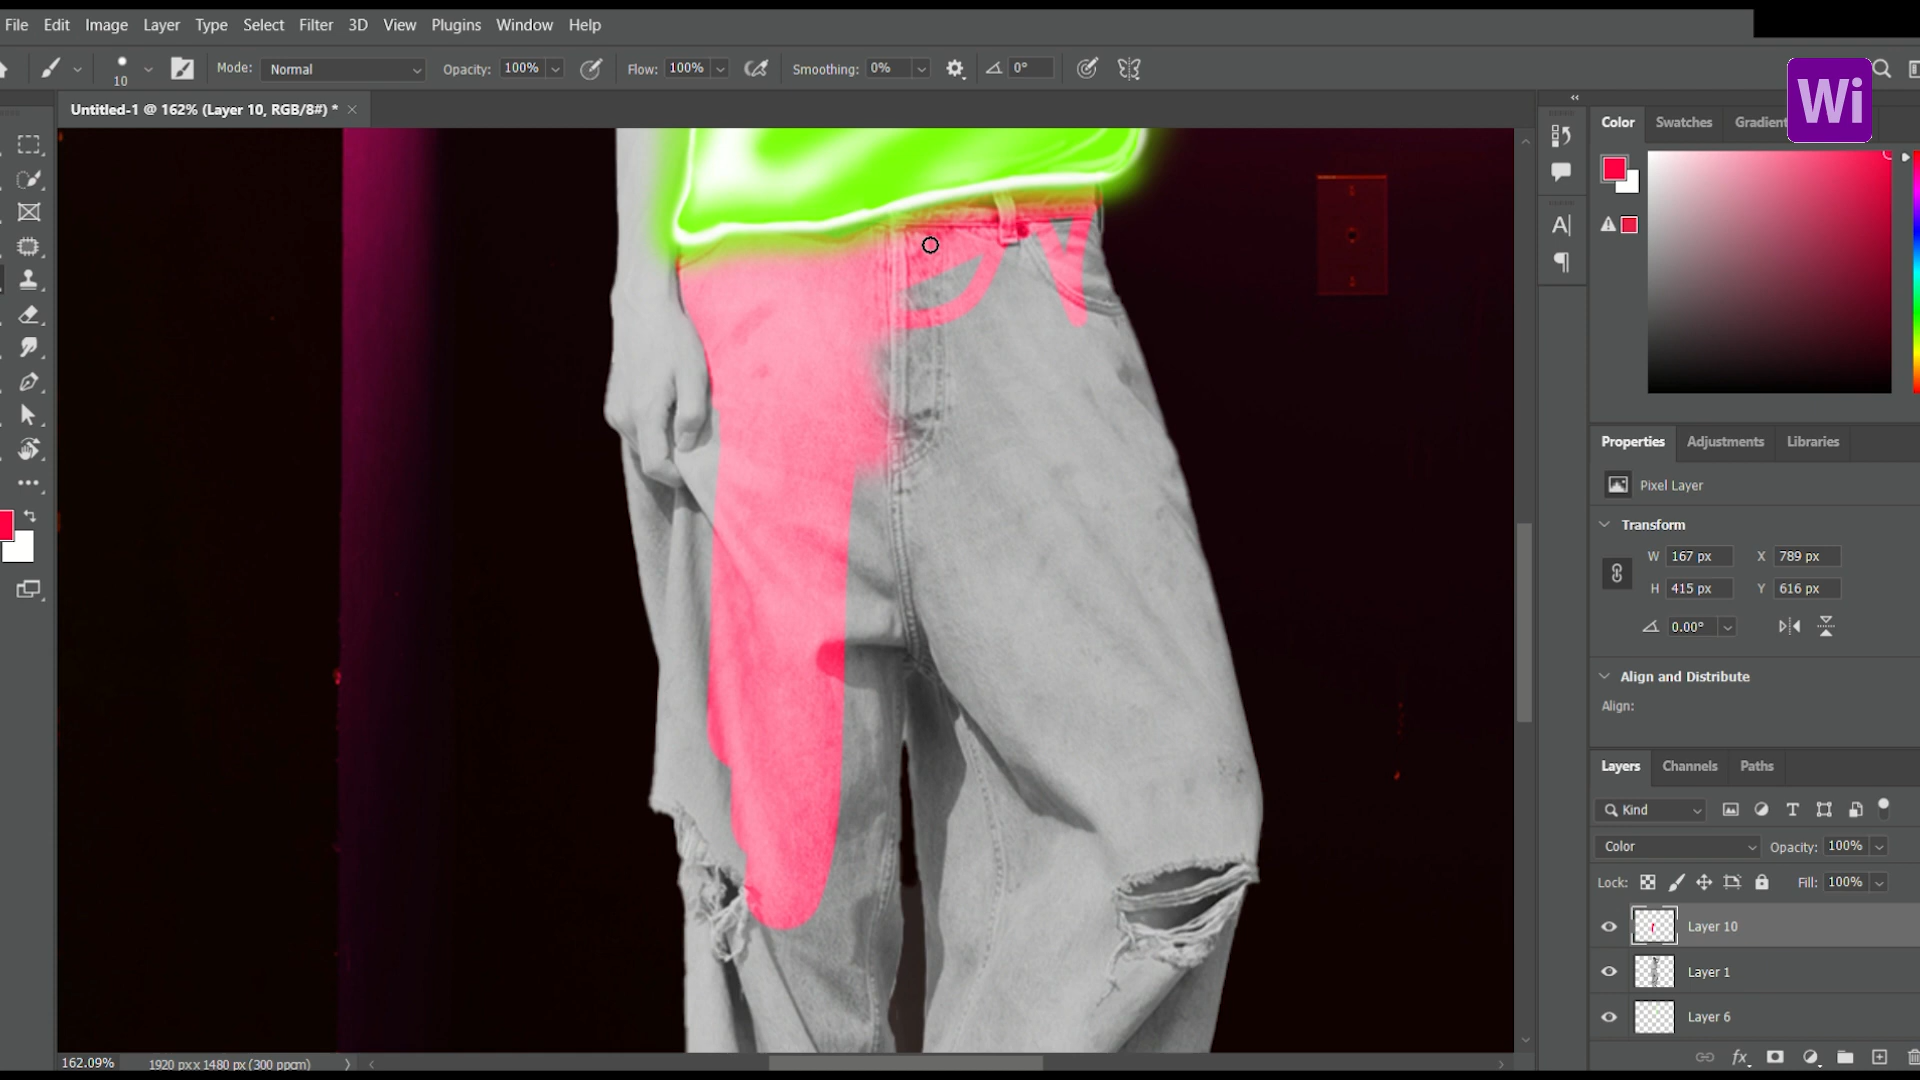 File Edit Image Layer Type Select Filter 3D View Plugins Window Help
10 Mode: Normal Opacity: 100% Flow: 100% Smoothing: 0% 0°
Wi
Untitled-1 @ 162% (Layer 10, RGB/8#) * ×
Color Swatches Gradient
Properties Adjustments Libraries
Pixel Layer
Transform
W 167 px X 789 px
H 415 px Y 616 px
0.00°
Align and Distribute
Align:
Layers Channels Paths
Kind
Color Opacity: 100%
Lock: Fill: 100%
Layer 10
Layer 1
Layer 6
fx
162.09% 1920 px x 1480 px (300 ppcm)